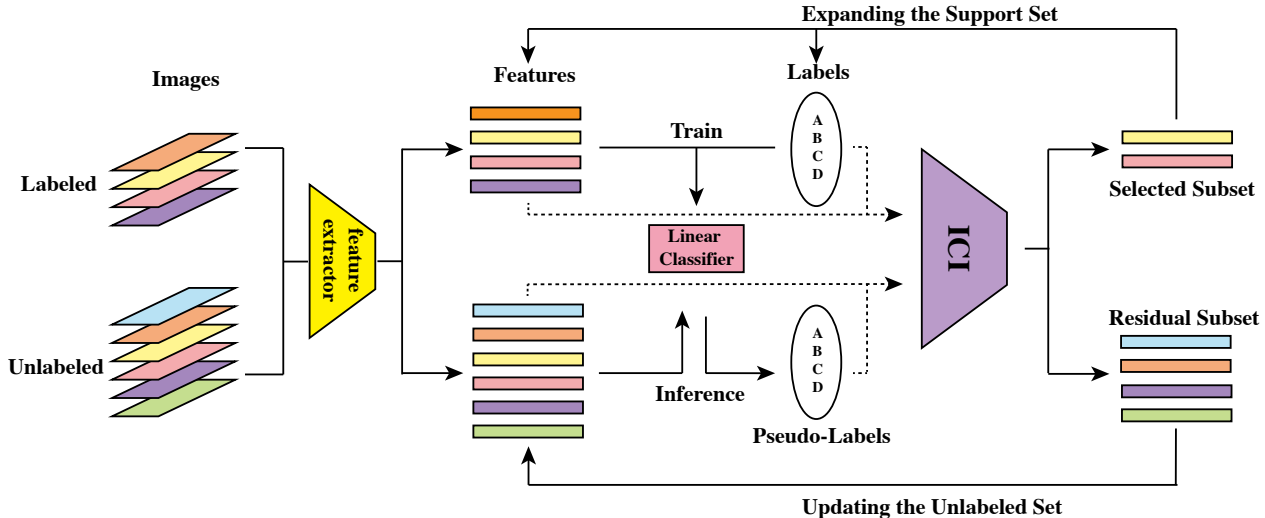 Expanding the Support Set
Images
Features
Labels
Labeled
Train
A
B
C
D
Selected Subset
feature
extractor
Linear
Classifier
ICI
Unlabeled
Inference
A
B
C
D
Pseudo-Labels
Residual Subset
Updating the Unlabeled Set